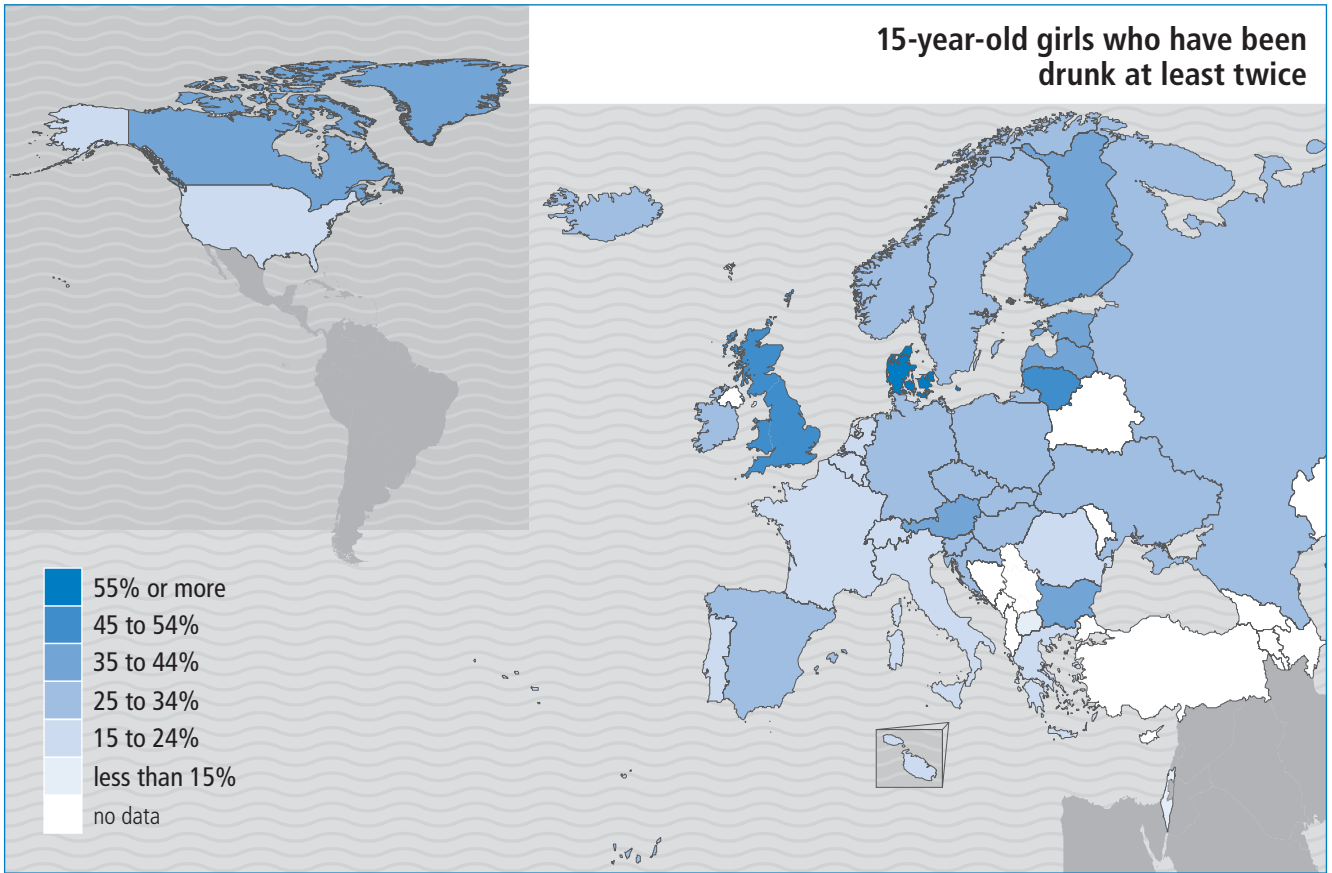 15-year-old girls who have been
drunk at least twice
55% or more
45 to 54%
35 to 44%
25 to 34%
15 to 24%
less than 15%
no data